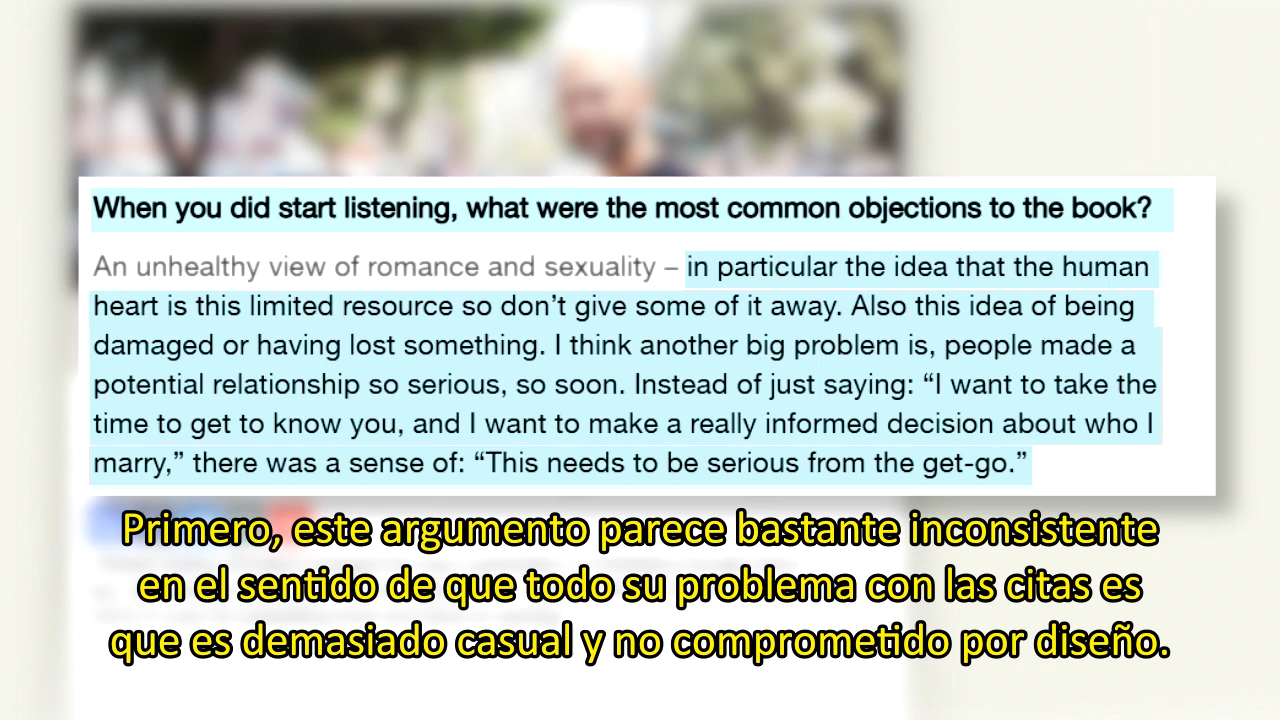 When you did start listening, what were the most common objections to the book?
An unhealthy view of romance and sexuality – in particular the idea that the human
heart is this limited resource so don’t give some of it away. Also this idea of being
damaged or having lost something. I think another big problem is, people made a
potential relationship so serious, so soon. Instead of just saying: “I want to take the
time to get to know you, and I want to make a really informed decision about who I
marry,” there was a sense of: “This needs to be serious from the get-go.”
Primero, este argumento parece bastante inconsistente
en el sentido de que todo su problema con las citas es
que es demasiado casual y no comprometido por diseño.